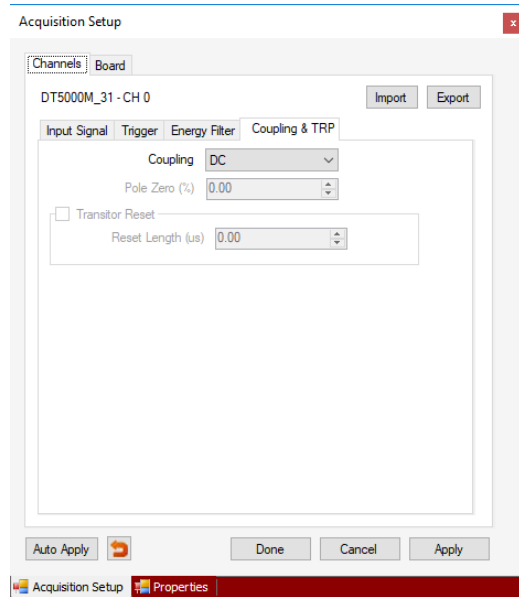 Acquisition Setup
x
Channels Board
DT5000M_31 - CH 0 Import Export
Input Signal Trigger Energy Filter Coupling & TRP
Coupling DC
Pole Zero (%) 0.00
Transitor Reset
Reset Length (us) 0.00
Auto Apply Done Cancel Apply
Acquisition Setup Properties